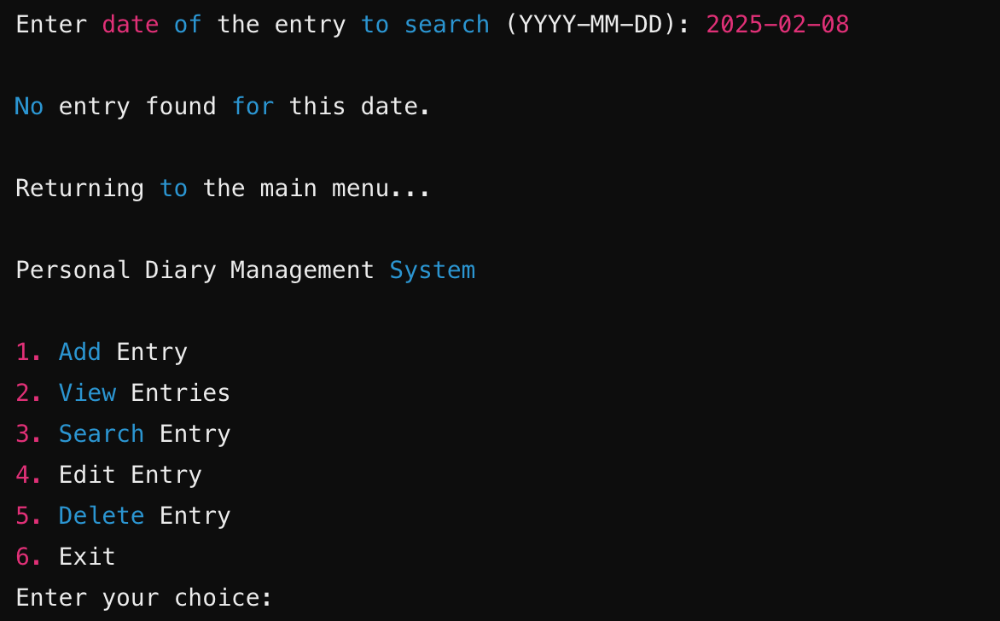 Enter date of the entry to search (YYYY-MM-DD): 2025-02-08
No entry found for this date.
Returning to the main menu...
Personal Diary Management System
1. Add Entry
2. View Entries
3. Search Entry
4. Edit Entry
5. Delete Entry
6. Exit
Enter your choice: